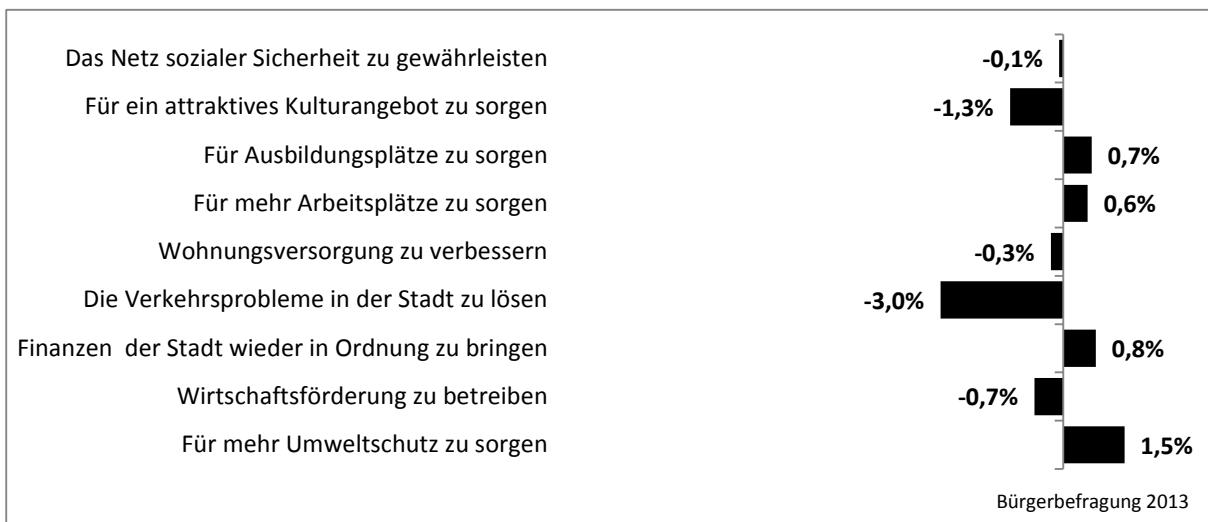 Das Netz sozialer Sicherheit zu gewährleisten -0,1%
Für ein attraktives Kulturangebot zu sorgen -1,3%
Für Ausbildungsplätze zu sorgen 0,7%
Für mehr Arbeitsplätze zu sorgen 0,6%
Wohnungsversorgung zu verbessern -0,3%
Die Verkehrsprobleme in der Stadt zu lösen -3,0%
Finanzen  der Stadt wieder in Ordnung zu bringen 0,8%
Wirtschaftsförderung zu betreiben -0,7%
Für mehr Umweltschutz zu sorgen 1,5%
Bürgerbefragung 2013